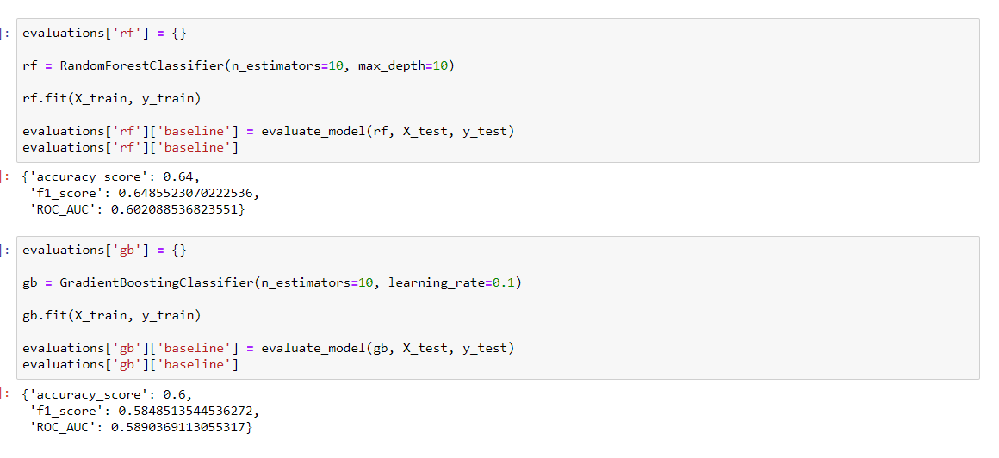 ]: evaluations['rf'] = {}
rf = RandomForestClassifier(n_estimators=10, max_depth=10)
rf.fit(X_train, y_train)
evaluations['rf']['baseline'] = evaluate_model(rf, X_test, y_test)
evaluations['rf']['baseline']
]: {'accuracy_score': 0.64,
'f1_score': 0.6485523070222536,
'ROC_AUC': 0.602088536823551}
]: evaluations['gb'] = {}
gb = GradientBoostingClassifier(n_estimators=10, learning_rate=0.1)
gb.fit(X_train, y_train)
evaluations['gb']['baseline'] = evaluate_model(gb, X_test, y_test)
evaluations['gb']['baseline']
]: {'accuracy_score': 0.6,
'f1_score': 0.5848513544536272,
'ROC_AUC': 0.5890369113055317}